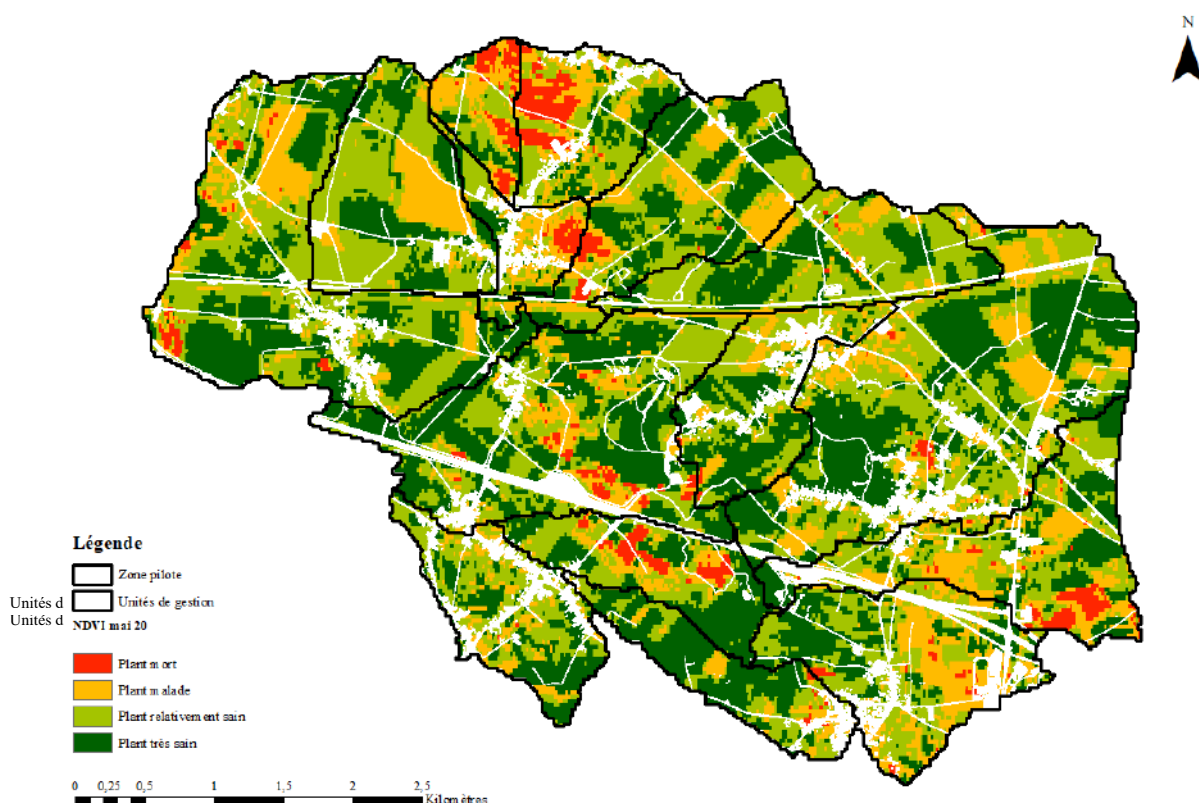 N
Légende
Zone pilote
Unités d
Unités de gestion
Unités d
NDVI mai 20
Plant mort
Plant malade
Plant relativement sain
Plant très sain
0 0,25 0,5 1 1,5 2 2,5
Kilomètres